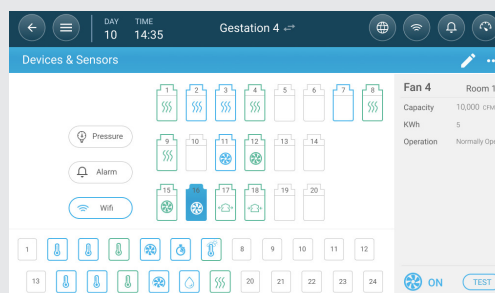 DAY TIME
10 14:35 Gestation 4
Devices & Sensors
Fan 4 Room 1
Capacity 10,000 CFM
KWh 5
Operation Normally Ope
1 2 3 4 5 6 7 8
Pressure
9 10 11 12 13 14
Alarm
15 16 17 18 19 20
Wifi
1 8 9 10 11 12
13 20 21 22 23 24
ON TEST